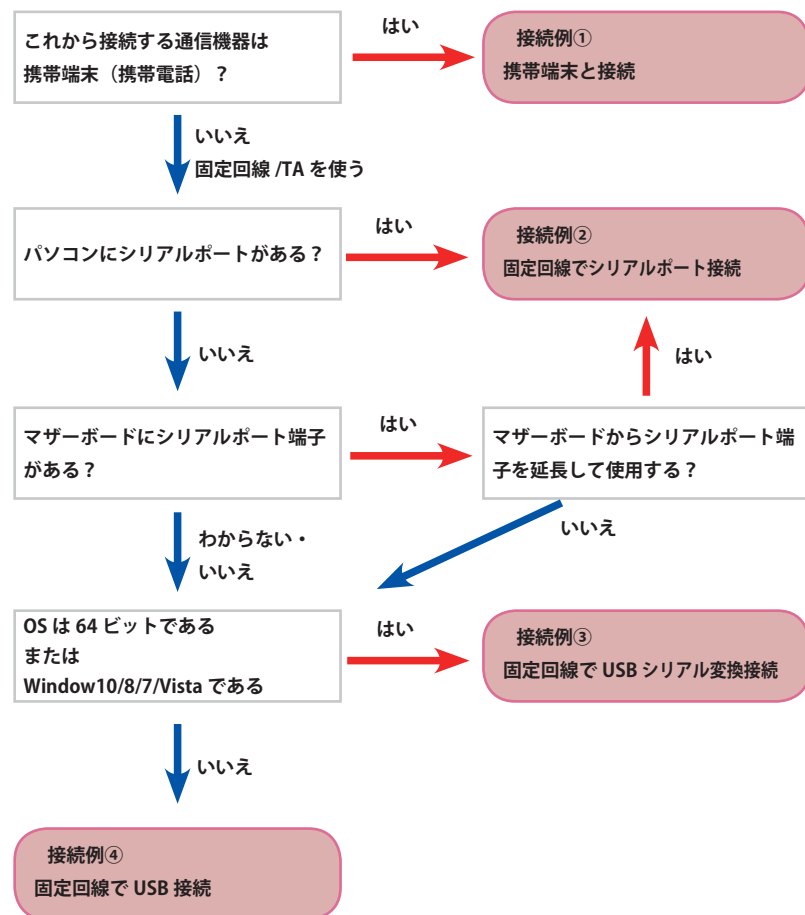 これから接続する通信機器は
携帯端末（携帯電話）？
はい
接続例①
携帯端末と接続
いいえ
固定回線 /TA を使う
パソコンにシリアルポートがある？
はい
接続例②
固定回線でシリアルポート接続
いいえ
はい
マザーボードにシリアルポート端子
がある？
はい
マザーボードからシリアルポート端
子を延長して使用する？
わからない・
いいえ
いいえ
OS は 64 ビットである
または
Window10/8/7/Vista である
はい
接続例③
固定回線で USB シリアル変換接続
いいえ
接続例④
固定回線で USB 接続